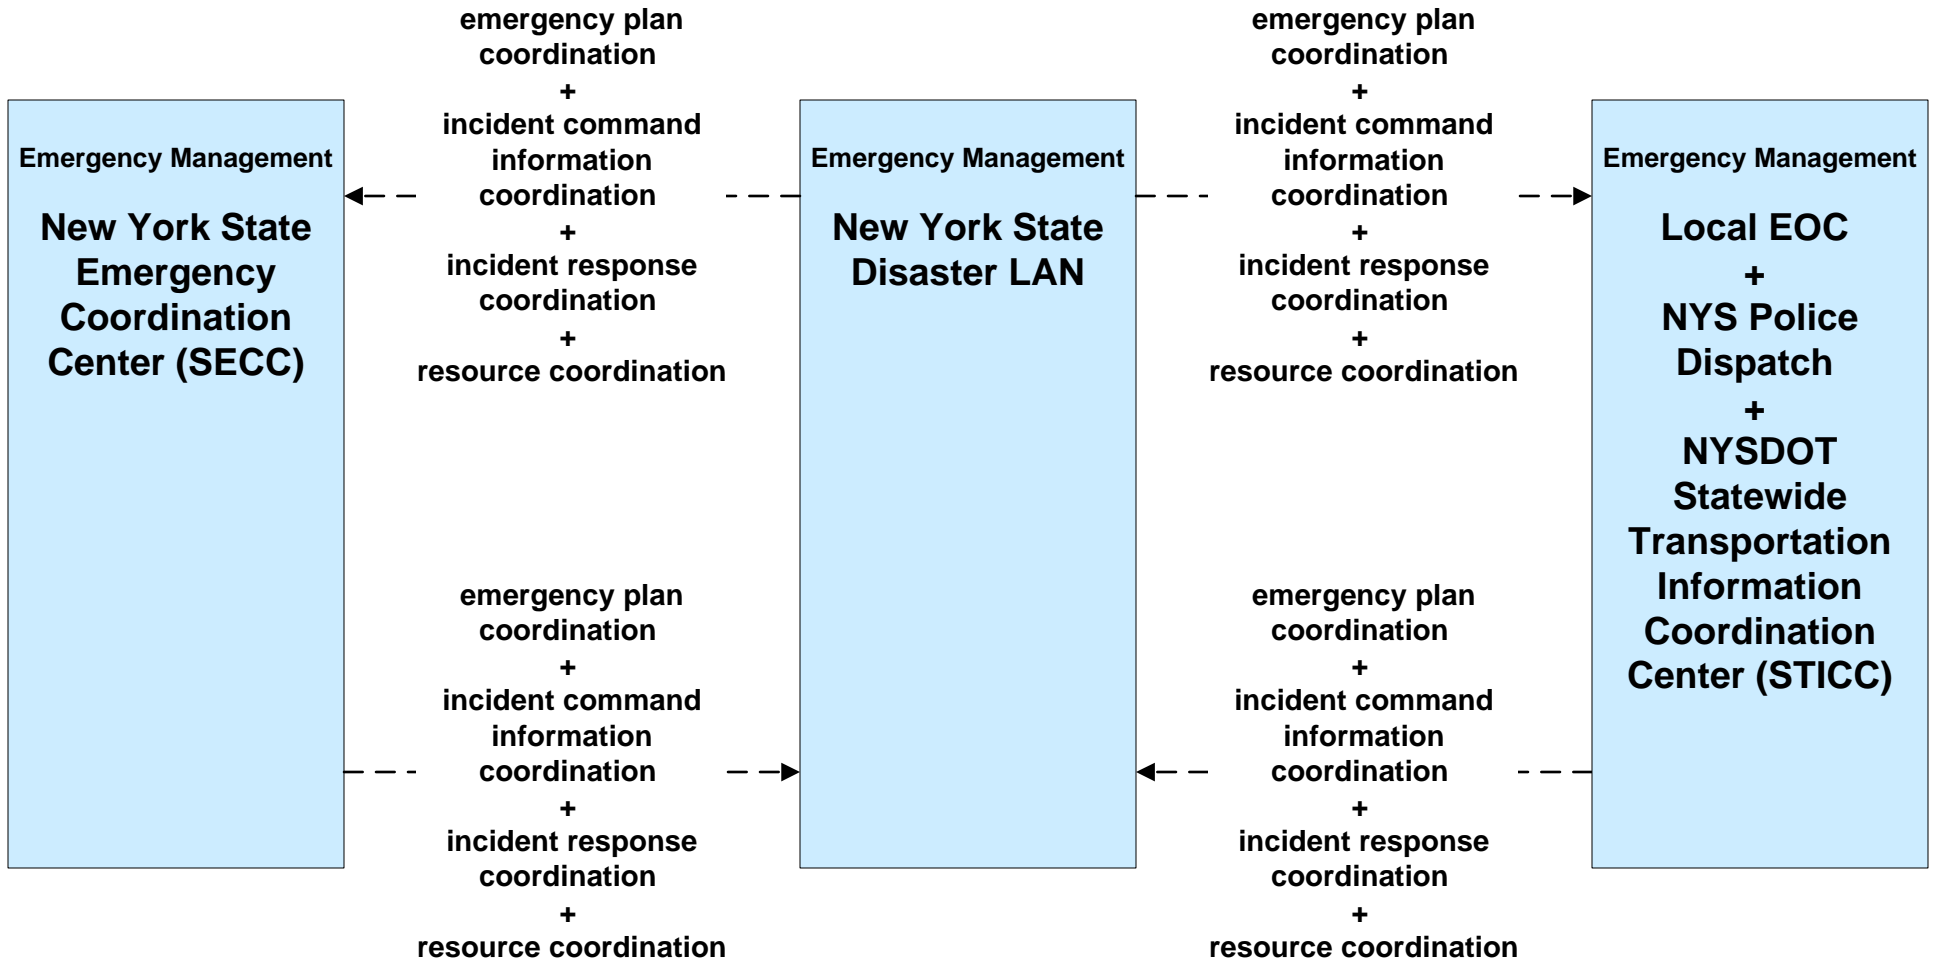 emergency plan
coordination
+
incident command
information
coordination
+
incident response
coordination
+
resource coordination
emergency plan
coordination
+
incident command
information
coordination
+
incident response
coordination
+
resource coordination
Emergency Management
New York State
Emergency
Coordination
Center (SECC)
Emergency Management
New York State
Disaster LAN
Emergency Management
Local EOC
+
NYS Police
Dispatch
+
NYSDOT
Statewide
Transportation
Information
Coordination
Center (STICC)
emergency plan
coordination
+
incident command
information
coordination
+
incident response
coordination
+
resource coordination
emergency plan
coordination
+
incident command
information
coordination
+
incident response
coordination
+
resource coordination